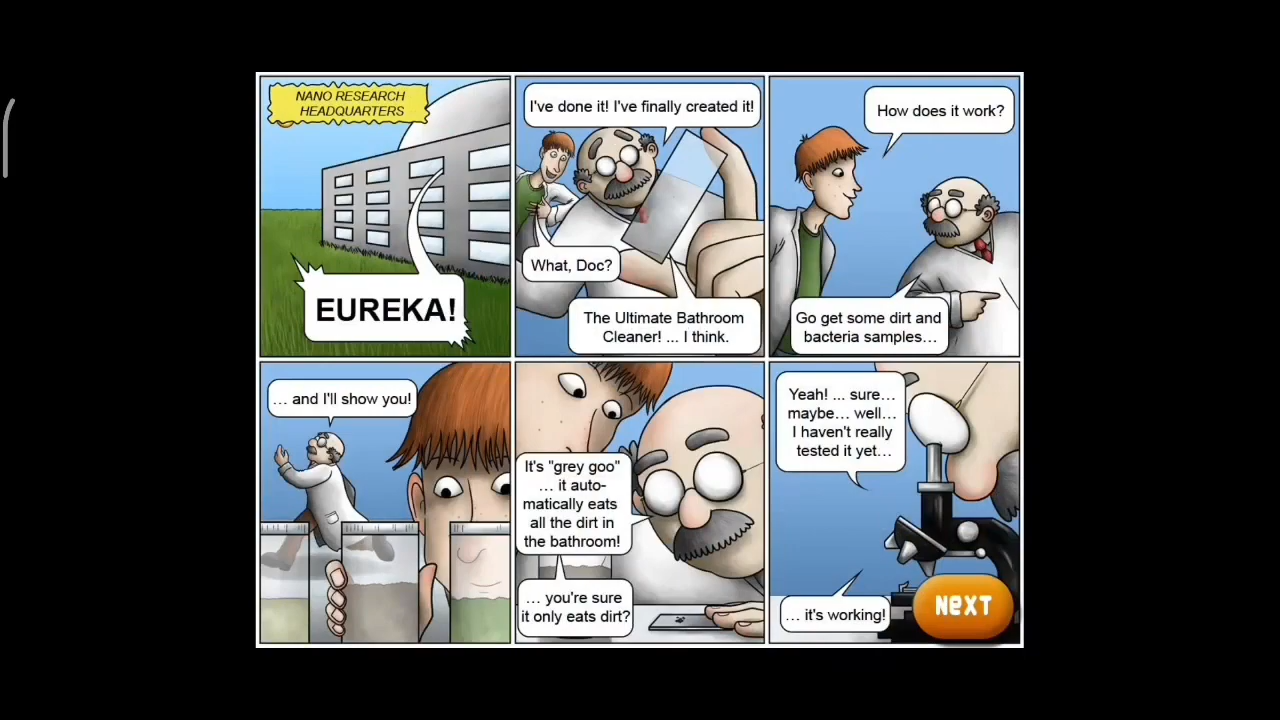 NANO RESEARCH
HEADQUARTERS
EUREKA!
I've done it! I've finally created it!
What, Doc?
The Ultimate Bathroom
Cleaner! ... I think.
How does it work?
Go get some dirt and
bacteria samples...
... and I'll show you!
It's "grey goo"
... it auto-
matically eats
all the dirt in
the bathroom!
... you're sure
it only eats dirt?
Yeah! ... sure...
maybe... well...
I haven't really
tested it yet...
... it's working!
NeXT